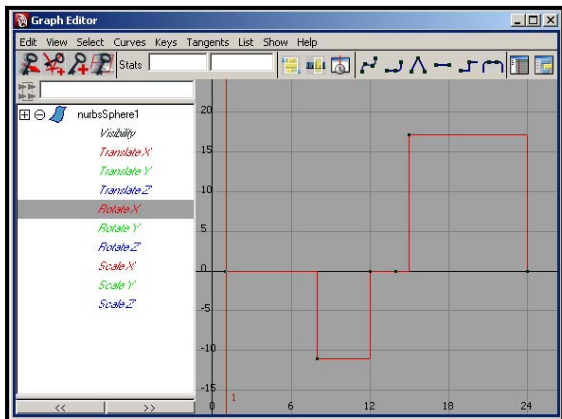 Graph Editor
Edit View Select Curves Keys Tangents List Show Help
Stats
nurbsSphere1
Visibility
Translate X
Translate Y
Translate Z
Rotate X
Rotate Y
Rotate Z
Scale X
Scale Y
Scale Z
<< >>
20
15
10
5
0
-5
-10
-15
1
0 6 12 18 24